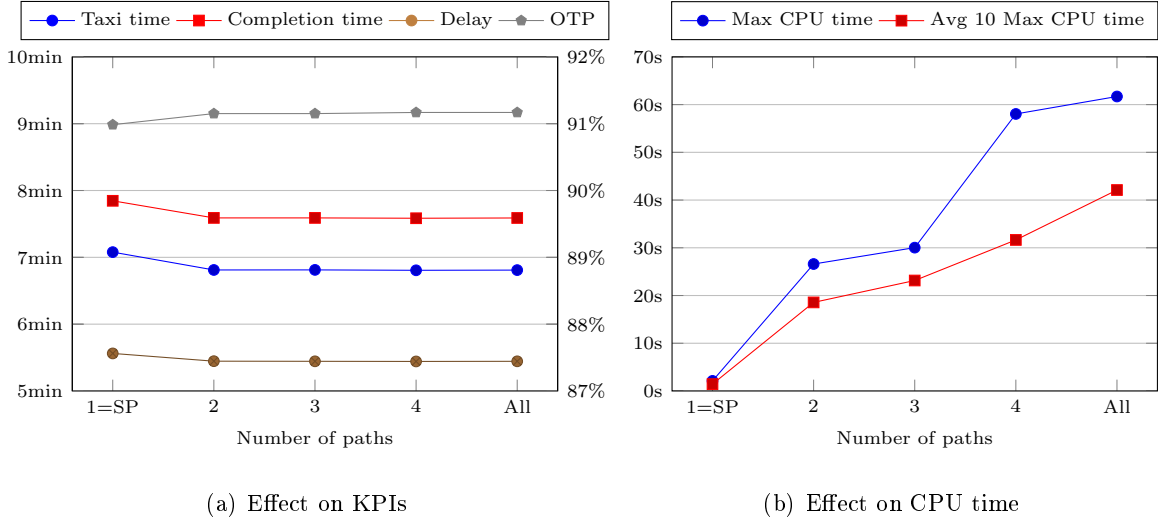 Taxi time Completion time Delay OTP
10min
9min
8min
7min
6min
5min
92%
91%
90%
89%
88%
87%
1=SP 2 3 4 All
Number of paths
(a) Effect on KPIs
Max CPU time Avg 10 Max CPU time
70s
60s
50s
40s
30s
20s
10s
0s
1=SP 2 3 4 All
Number of paths
(b) Effect on CPU time